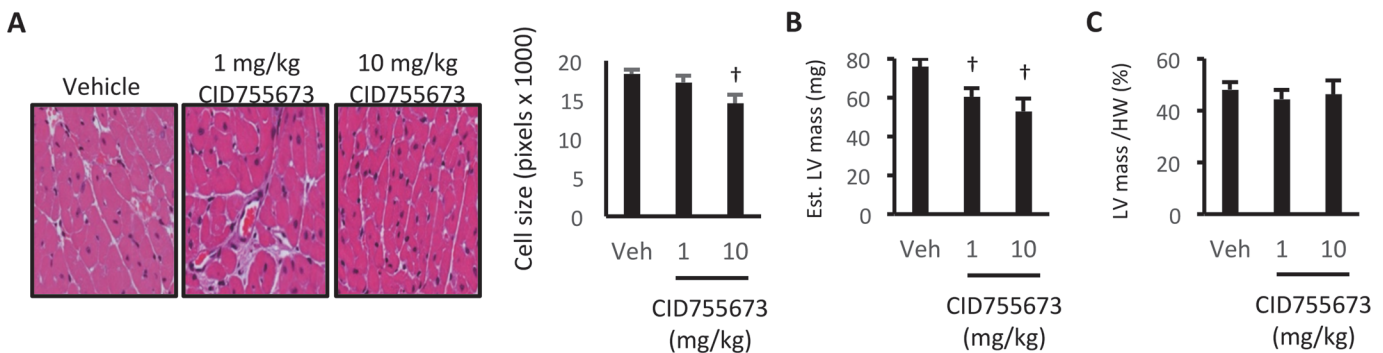 A
Vehicle
1 mg/kg
CID755673
10 mg/kg
CID755673
Cell size (pixels x 1000)
20
15
10
5
0
†
Veh 1 10
CID755673
(mg/kg)
B
Est. LV mass (mg)
80
60
40
20
0
† †
Veh 1 10
CID755673
(mg/kg)
C
LV mass /HW (%)
60
40
20
0
Veh 1 10
CID755673
(mg/kg)